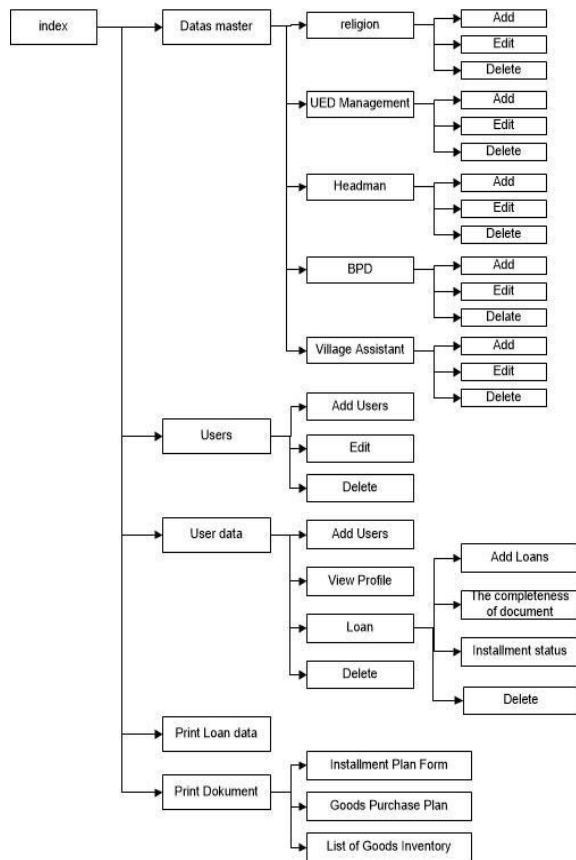 index
Datas master
religion
Add
Edit
Delete
UED Management
Add
Edit
Delete
Headman
Add
Edit
Delete
BPD
Add
Edit
Delate
Village Assistant
Add
Edit
Delete
Users
Add Users
Edit
Delete
User data
Add Users
View Profile
Loan
Add Loans
The completeness
of document
Installment status
Delete
Delete
Print Loan data
Print Dokument
Installment Plan Form
Goods Purchase Plan
List of Goods Inventory